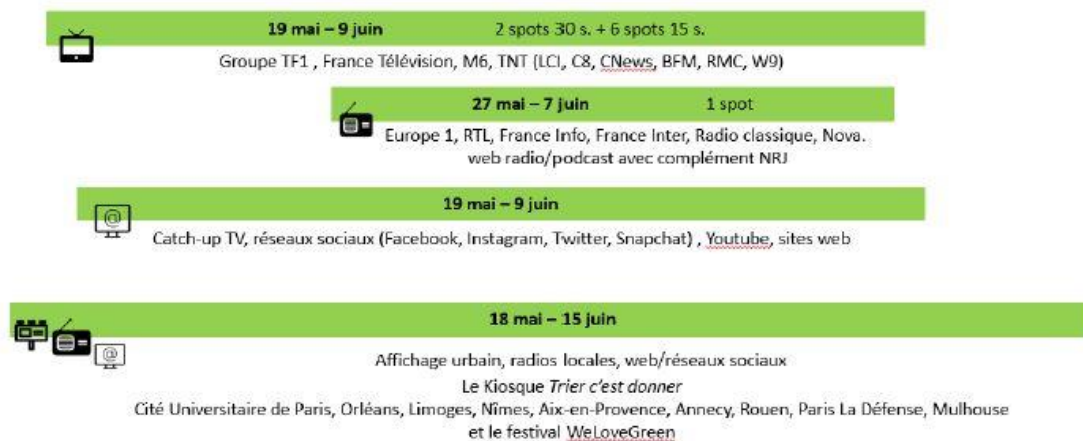 19 mai – 9 juin 2 spots 30 s. + 6 spots 15 s.
Groupe TF1 , France Télévision, M6, TNT (LCI, C8, CNews, BFM, RMC, W9)
27 mai – 7 juin 1 spot
Europe 1, RTL, France Info, France Inter, Radio classique, Nova.
web radio/podcast avec complément NRJ
19 mai – 9 juin
@
Catch-up TV, réseaux sociaux (Facebook, Instagram, Twitter, Snapchat) , Youtube, sites web
18 mai – 15 juin
@
Affichage urbain, radios locales, web/réseaux sociaux
Le Kiosque Trier c'est donner
Cité Universitaire de Paris, Orléans, Limoges, Nîmes, Aix-en-Provence, Annecy, Rouen, Paris La Défense, Mulhouse
et le festival WeLoveGreen